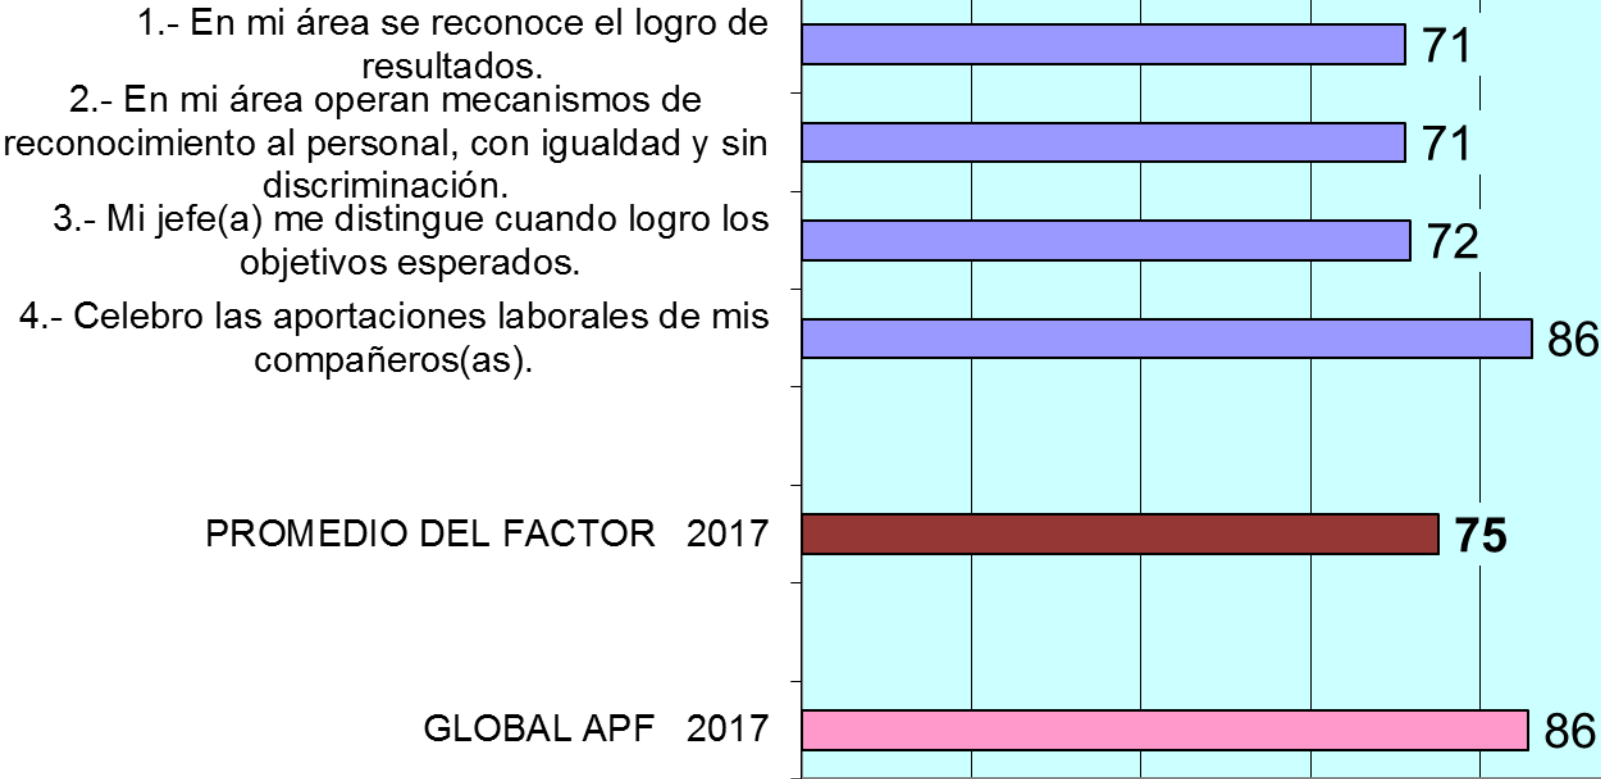 1.- En mi área se reconoce el logro de
resultados.
71
2.- En mi área operan mecanismos de
reconocimiento al personal, con igualdad y sin
discriminación.
71
3.- Mi jefe(a) me distingue cuando logro los
objetivos esperados.
72
4.- Celebro las aportaciones laborales de mis
compañeros(as).
86
PROMEDIO DEL FACTOR 2017
75
GLOBAL APF 2017
86